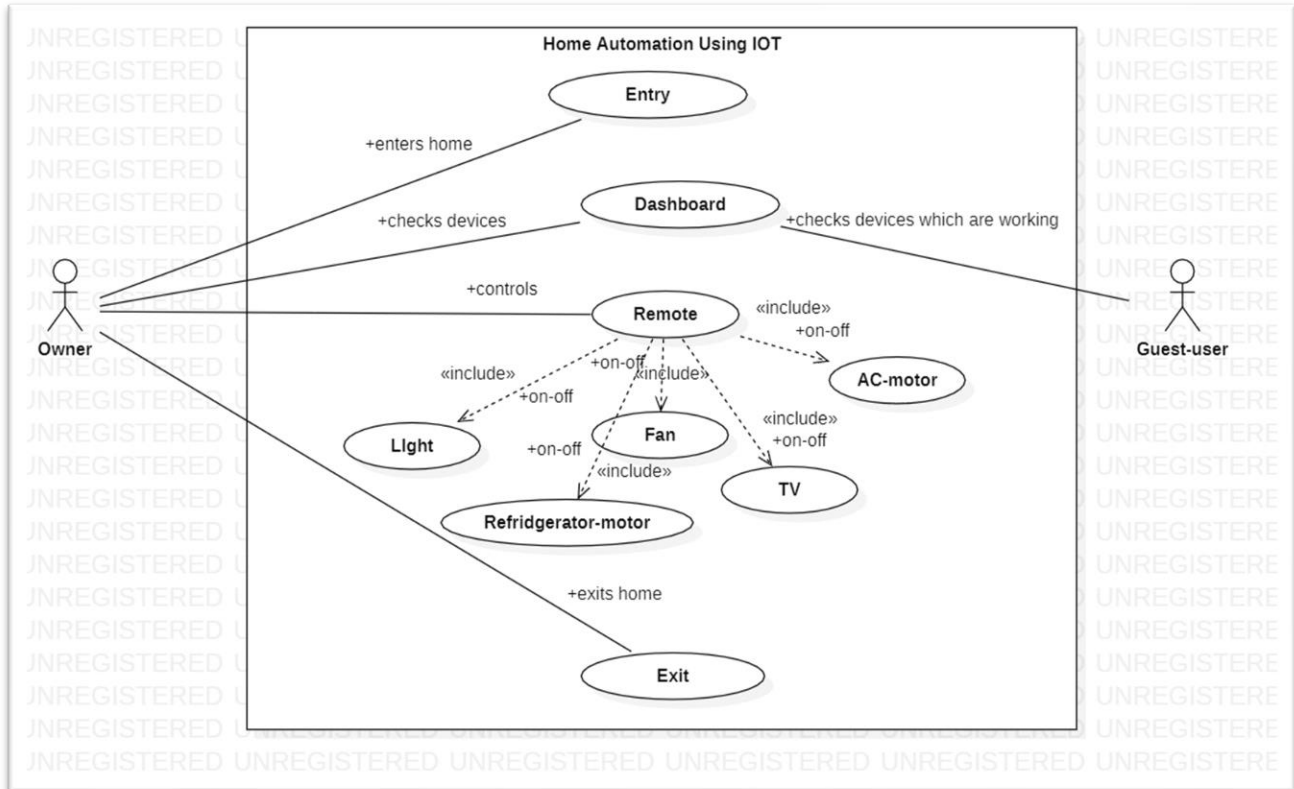 Home Automation Using IOT
Entry
+enters home
Dashboard
+checks devices
+checks devices which are working
+controls
Remote
«include»
+on-off
Owner
Guest-user
+on-off
«include»
«include»
+on-off
AC-motor
LIght
Fan
«include»
+on-off
+on-off
«include»
TV
Refridgerator-motor
+exits home
Exit
UNREGISTERED UNREGISTERED UNREGISTERED UNREGISTERED UNREGISTERED